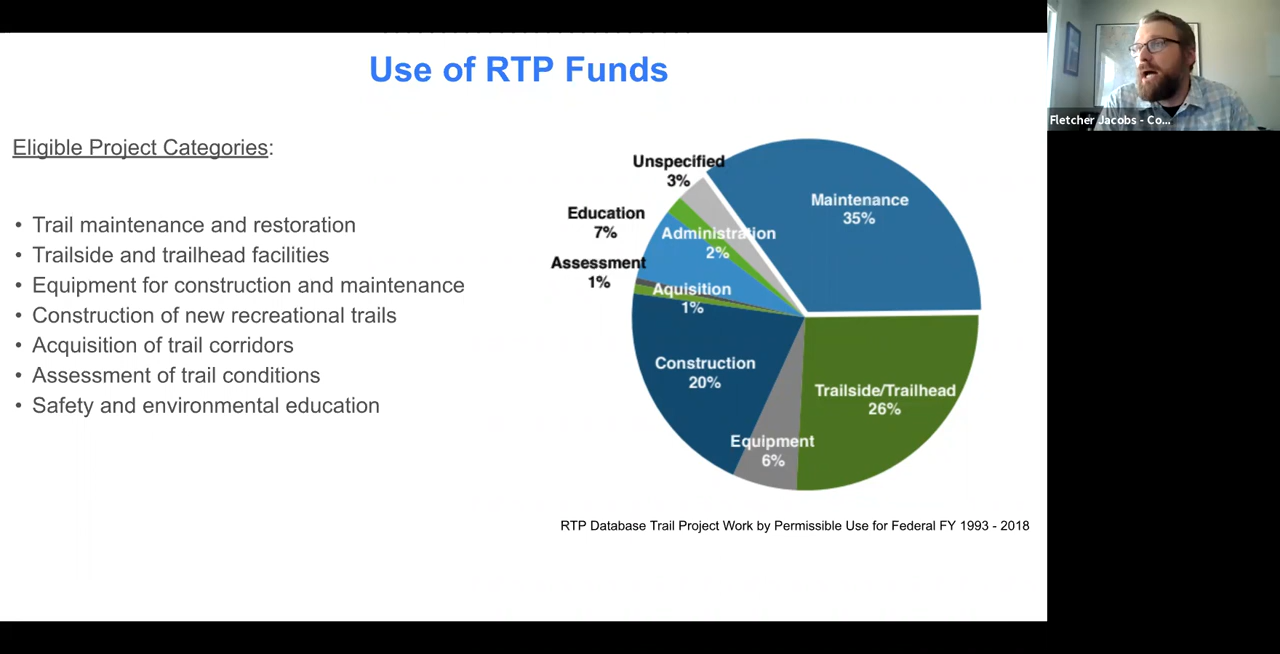 Use of RTP Funds
Fletcher Jacobs - Co...
Eligible Project Categories:
• Trail maintenance and restoration
• Trailside and trailhead facilities
• Equipment for construction and maintenance
• Construction of new recreational trails
• Acquisition of trail corridors
• Assessment of trail conditions
• Safety and environmental education
Unspecified
3%
Maintenance
35%
Education
7%
Administration
2%
Assessment
1%
Aquisition
1%
Construction
20%
Trailside/Trailhead
26%
Equipment
6%
RTP Database Trail Project Work by Permissible Use for Federal FY 1993 - 2018